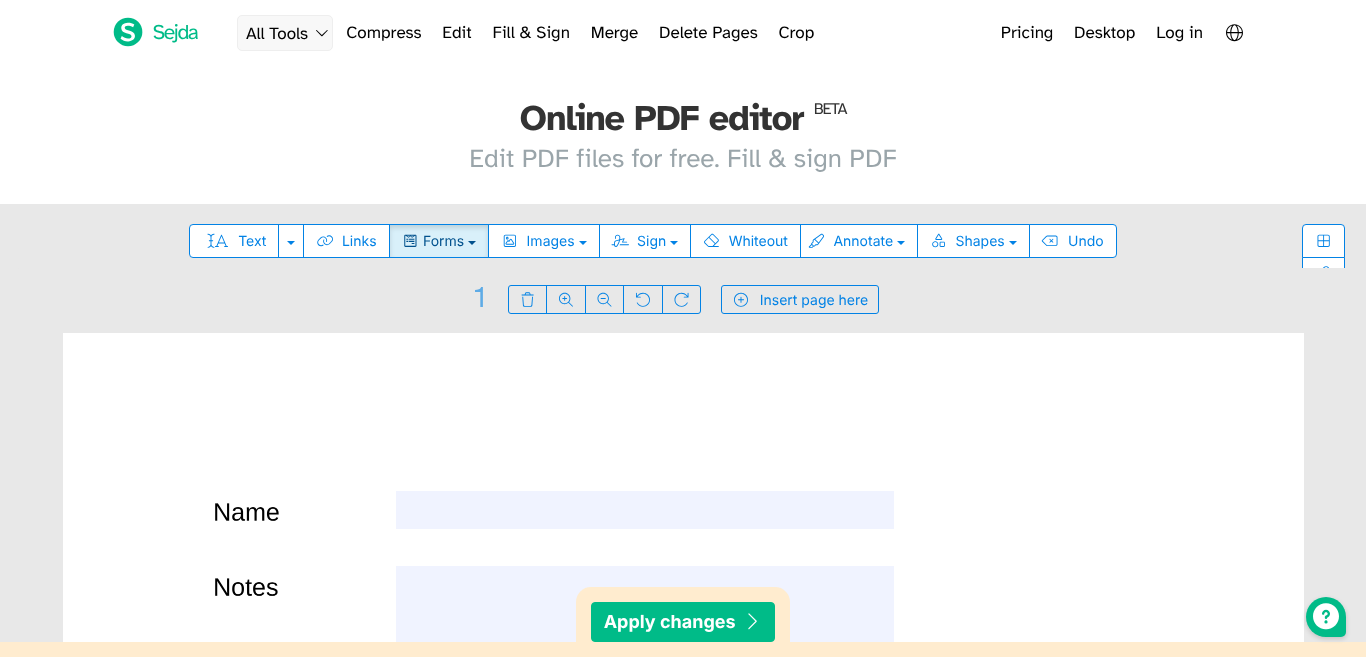 S Sejda All Tools Compress Edit Fill & Sign Merge Delete Pages Crop Pricing Desktop Log in
Online PDF editor BETA
Edit PDF files for free. Fill & sign PDF
Text Links Forms Images Sign Whiteout Annotate Shapes Undo
1 Insert page here
Name
Notes
Apply changes
?